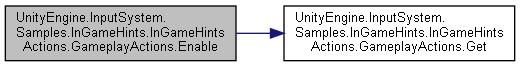 UnityEngine.InputSystem.
Samples.InGameHints.InGameHints
Actions.GameplayActions.Enable
UnityEngine.InputSystem.
Samples.InGameHints.InGameHints
Actions.GameplayActions.Get